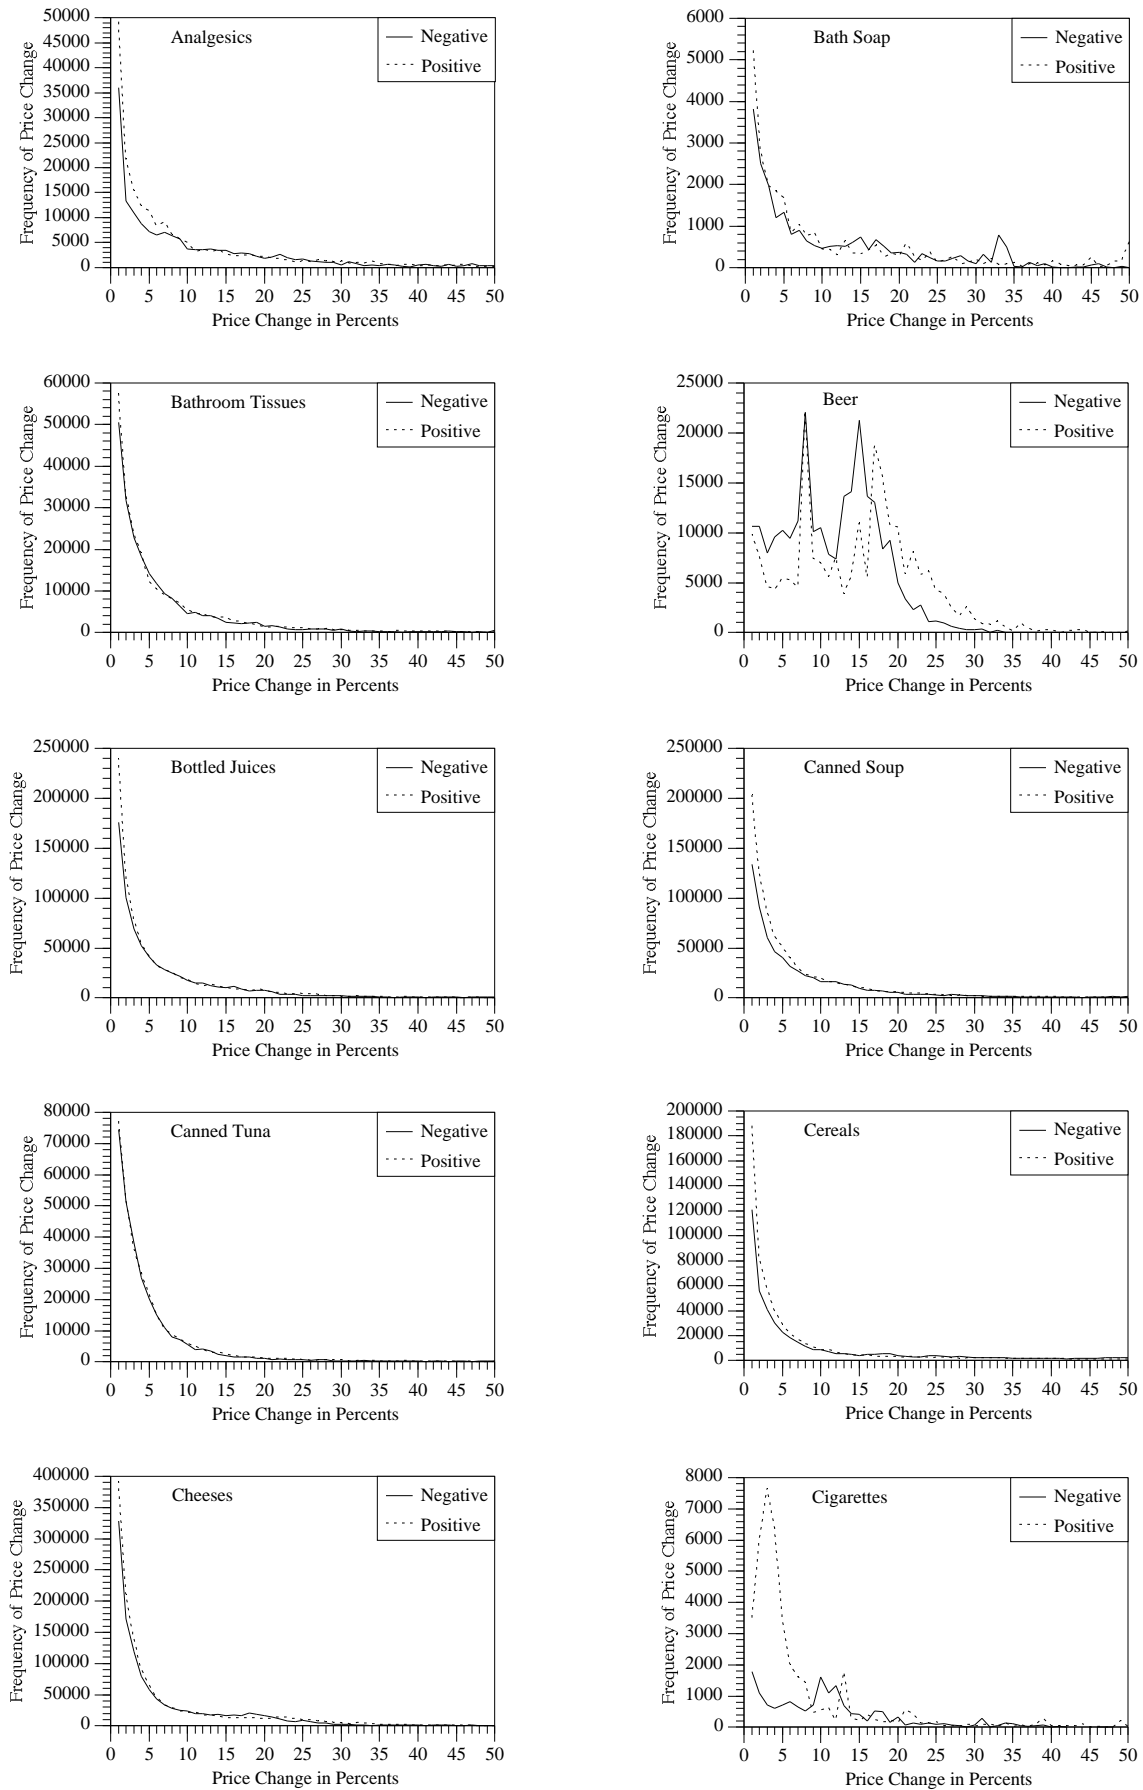 50000
45000
40000
35000
30000
25000
20000
15000
10000
5000
0
Frequency of Price Change
Analgesics
Negative
Positive
0 5 10 15 20 25 30 35 40 45 50
Price Change in Percents
6000
5000
4000
3000
2000
1000
0
Frequency of Price Change
Bath Soap
Negative
Positive
0 5 10 15 20 25 30 35 40 45 50
Price Change in Percents
60000
50000
40000
30000
20000
10000
0
Frequency of Price Change
Bathroom Tissues
Negative
Positive
0 5 10 15 20 25 30 35 40 45 50
Price Change in Percents
25000
20000
15000
10000
5000
0
Frequency of Price Change
Beer
Negative
Positive
0 5 10 15 20 25 30 35 40 45 50
Price Change in Percents
250000
200000
150000
100000
50000
0
Frequency of Price Change
Bottled Juices
Negative
Positive
0 5 10 15 20 25 30 35 40 45 50
Price Change in Percents
250000
200000
150000
100000
50000
0
Frequency of Price Change
Canned Soup
Negative
Positive
0 5 10 15 20 25 30 35 40 45 50
Price Change in Percents
80000
70000
60000
50000
40000
30000
20000
10000
0
Frequency of Price Change
Canned Tuna
Negative
Positive
0 5 10 15 20 25 30 35 40 45 50
Price Change in Percents
200000
180000
160000
140000
120000
100000
80000
60000
40000
20000
0
Frequency of Price Change
Cereals
Negative
Positive
0 5 10 15 20 25 30 35 40 45 50
Price Change in Percents
400000
350000
300000
250000
200000
150000
100000
50000
0
Frequency of Price Change
Cheeses
Negative
Positive
0 5 10 15 20 25 30 35 40 45 50
Price Change in Percents
8000
7000
6000
5000
4000
3000
2000
1000
0
Frequency of Price Change
Cigarettes
Negative
Positive
0 5 10 15 20 25 30 35 40 45 50
Price Change in Percents